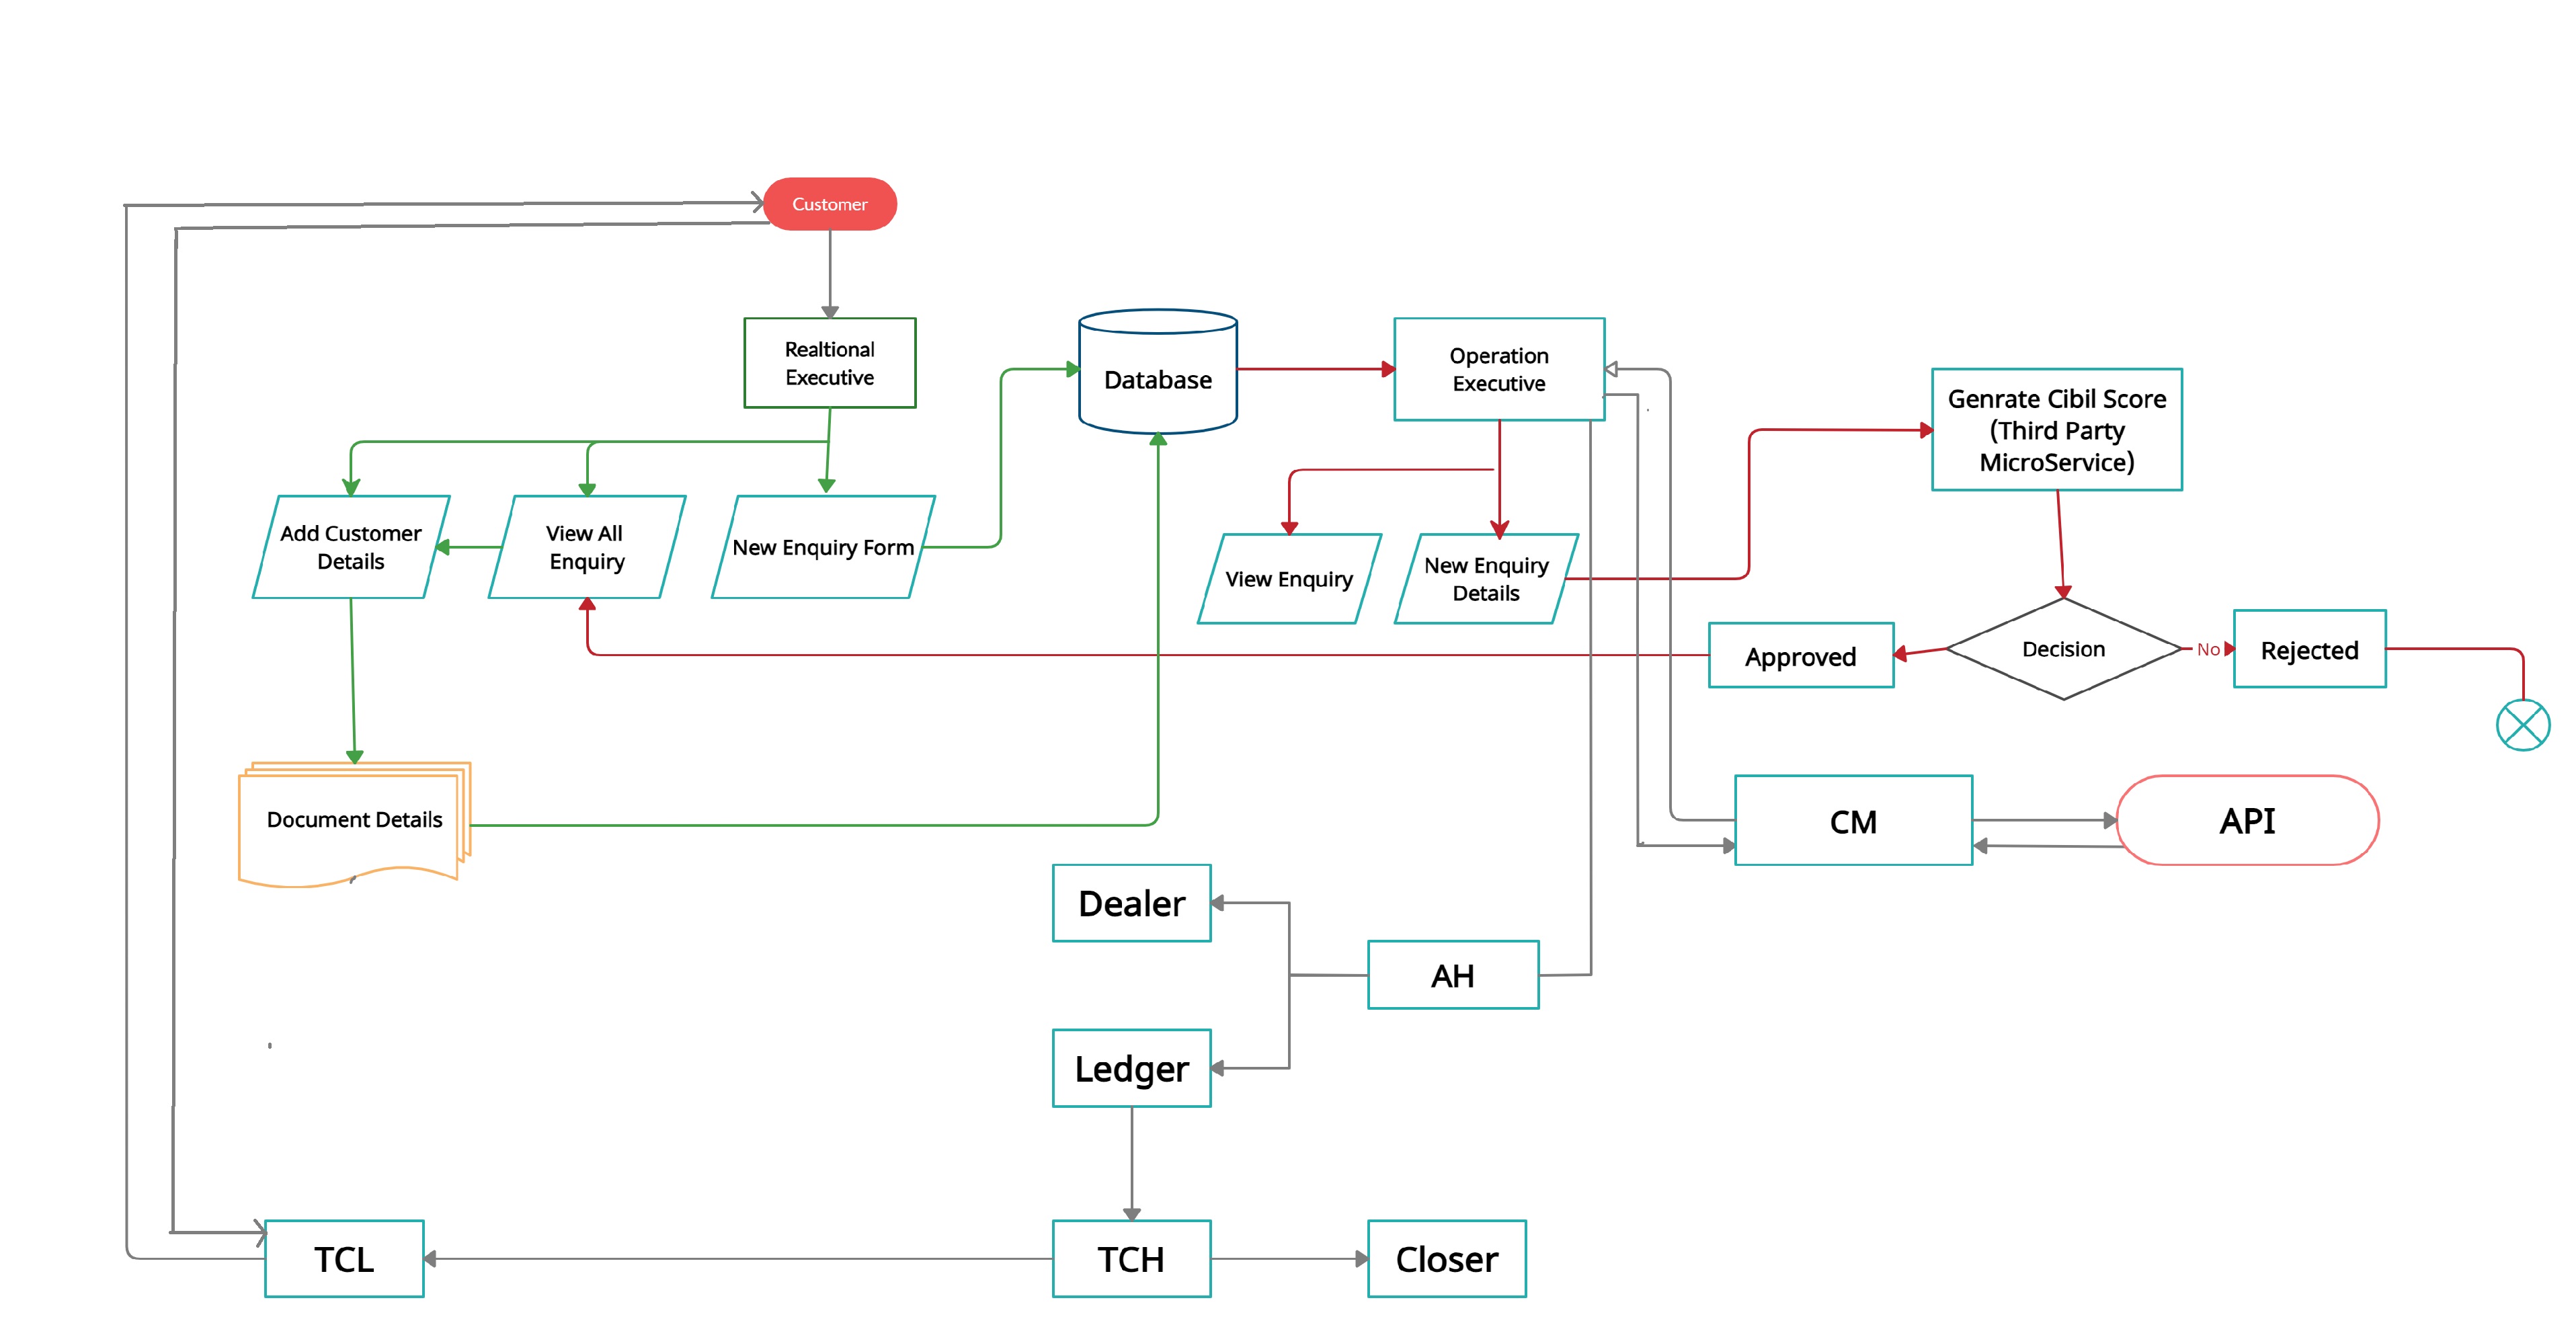 Customer
Realtional
Executive
Database
Operation
Executive
Genrate Cibil Score
(Third Party
MicroService)
Add Customer
Details
View All
Enquiry
New Enquiry Form
View Enquiry
New Enquiry
Details
Approved
Decision
No
Rejected
Document Details
CM
API
Dealer
AH
Ledger
TCL
TCH
Closer